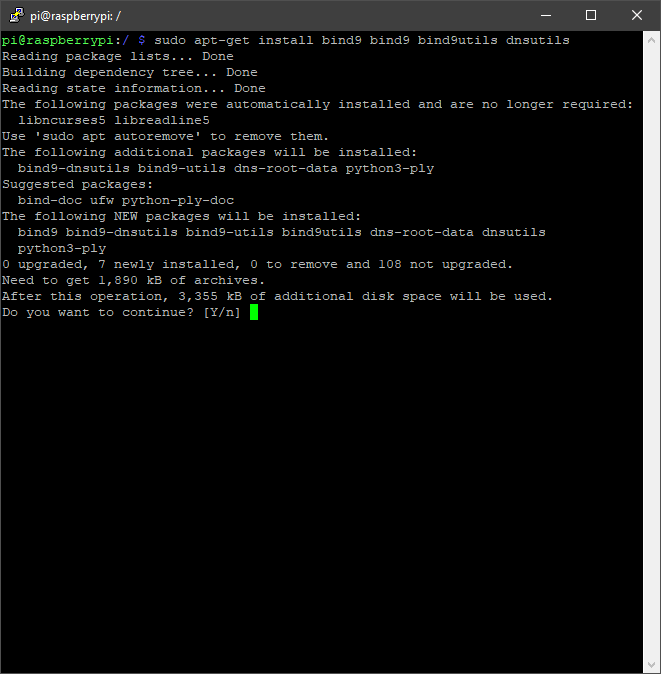 pi@raspberrypi: /
pi@raspberrypi:/ $ sudo apt-get install bind9 bind9 bind9utils dnsutils
Reading package lists... Done
Building dependency tree... Done
Reading state information... Done
The following packages were automatically installed and are no longer required:
  libncurses5 libreadline5
Use 'sudo apt autoremove' to remove them.
The following additional packages will be installed:
  bind9-dnsutils bind9-utils dns-root-data python3-ply
Suggested packages:
  bind-doc ufw python-ply-doc
The following NEW packages will be installed:
  bind9 bind9-dnsutils bind9-utils bind9utils dns-root-data dnsutils
  python3-ply
0 upgraded, 7 newly installed, 0 to remove and 108 not upgraded.
Need to get 1,890 kB of archives.
After this operation, 3,355 kB of additional disk space will be used.
Do you want to continue? [Y/n]